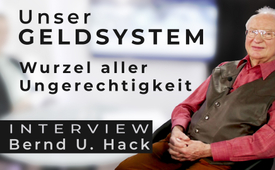 Unser
GELDSYSTEM
Wurzel aller
Ungerechtigkeit
INTERVIEW
Bernd U. Hack